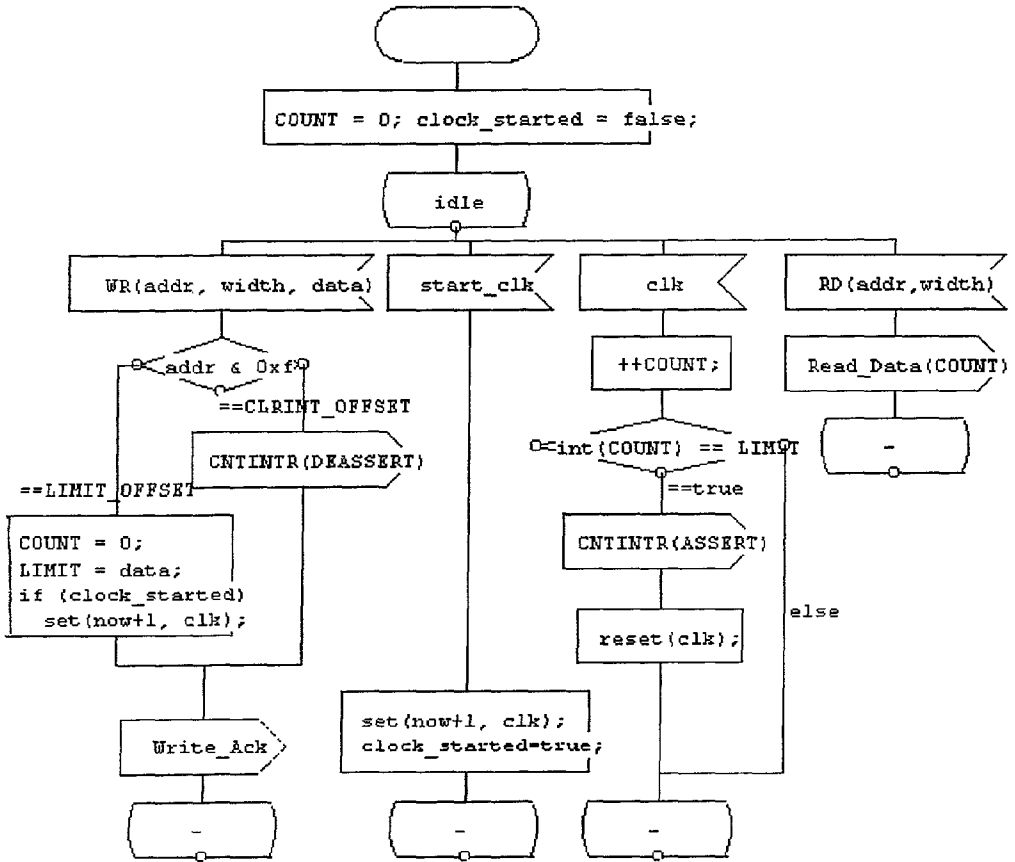 COUNT = 0; clock_started = false;
idle
WR(addr, width, data)
start_clk
clk
RD(addr,width)
addr & 0xf
==CLRINT_OFFSET
CNTINTR(DEASSERT)
==LIMIT_OFFSET
COUNT = 0;
LIMIT = data;
if (clock_started)
set(now+1, clk);
Write_Ack
-
set(now+1, clk);
clock_started=true;
-
++COUNT;
int(COUNT) == LIMIT
==true
CNTINTR(ASSERT)
else
reset(clk);
-
Read_Data(COUNT)
-